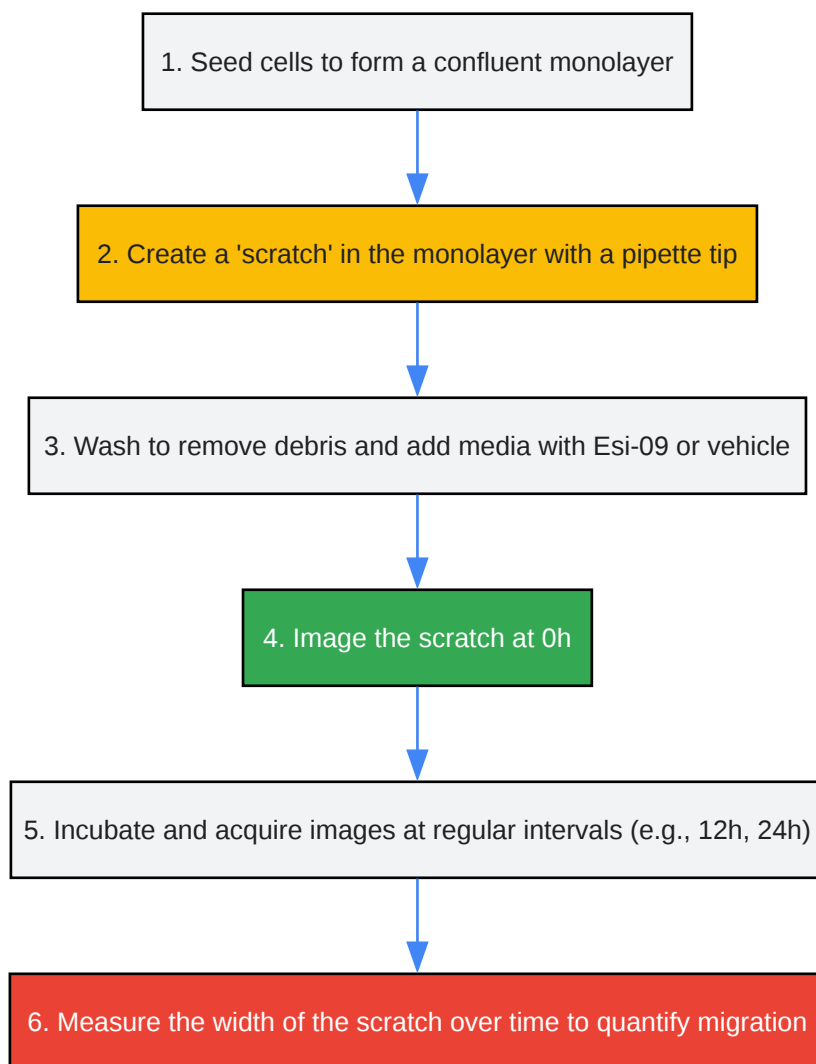 1. Seed cells to form a confluent monolayer
2. Create a 'scratch' in the monolayer with a pipette tip
3. Wash to remove debris and add media with Esi-09 or vehicle
4. Image the scratch at 0h
5. Incubate and acquire images at regular intervals (e.g., 12h, 24h)
6. Measure the width of the scratch over time to quantify migration